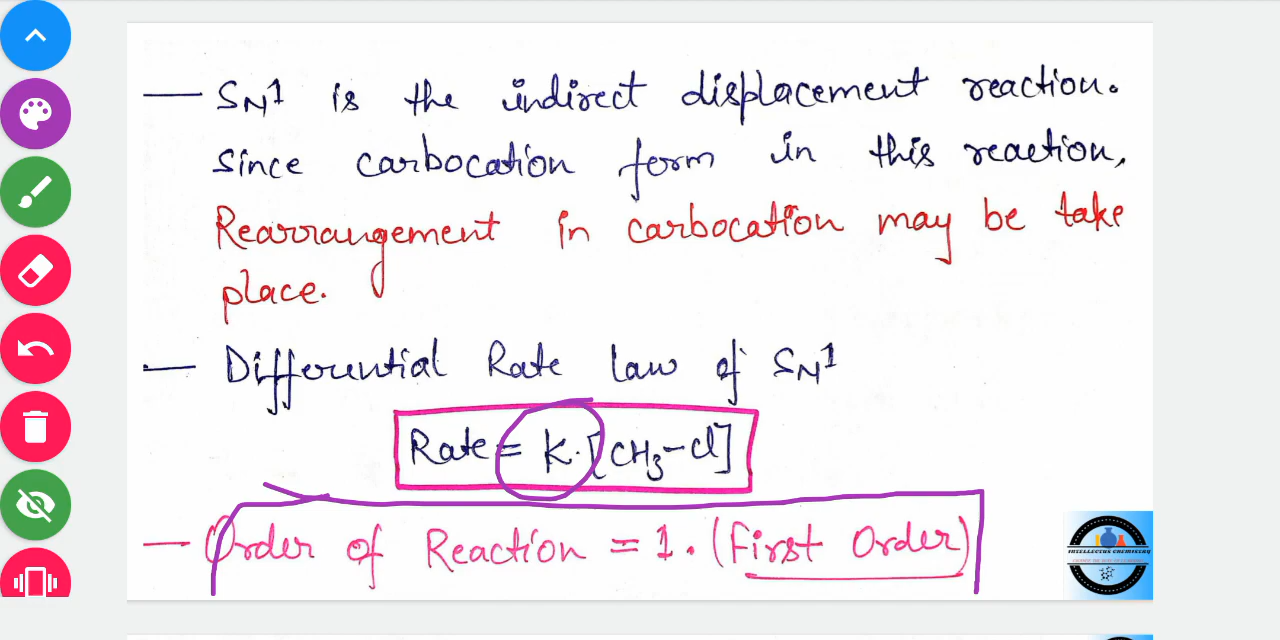 — SN1 is the indirect displacement reaction.
Since carbocation form in this reaction,
Rearrangement in carbocation may be take
place.
— Differential Rate law of SN1
Rate = K.[CH3-Cl]
— Order of Reaction = 1. (First Order)
INTELLECTUS CHEMISTRY